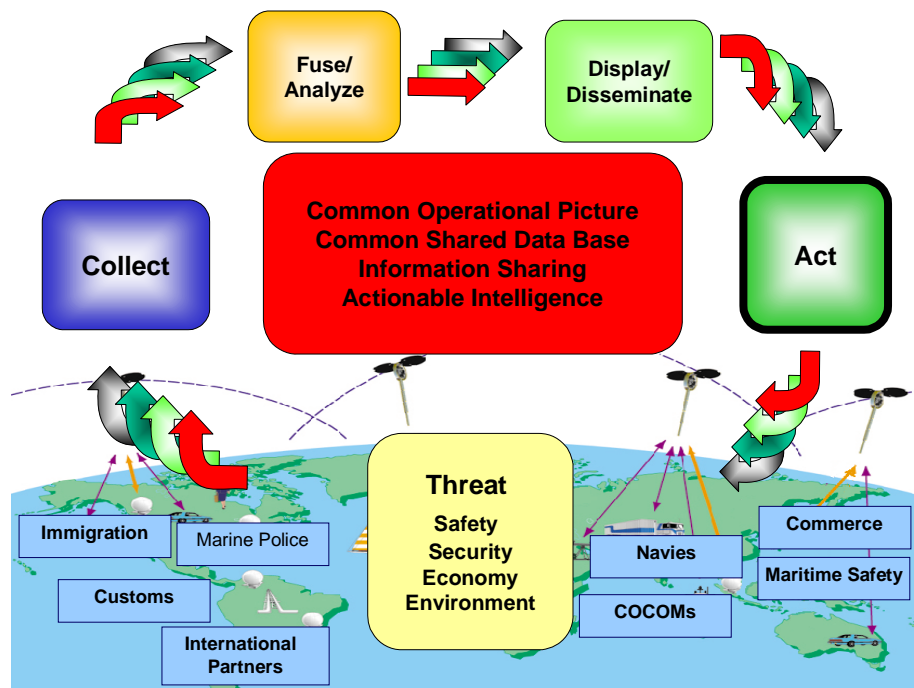 Fuse/
Analyze
Display/
Disseminate
Collect
Common Operational Picture
Common Shared Data Base
Information Sharing
Actionable Intelligence
Act
Threat
Safety
Security
Economy
Environment
Immigration
Marine Police
Customs
International
Partners
Navies
COCOMs
Commerce
Maritime Safety